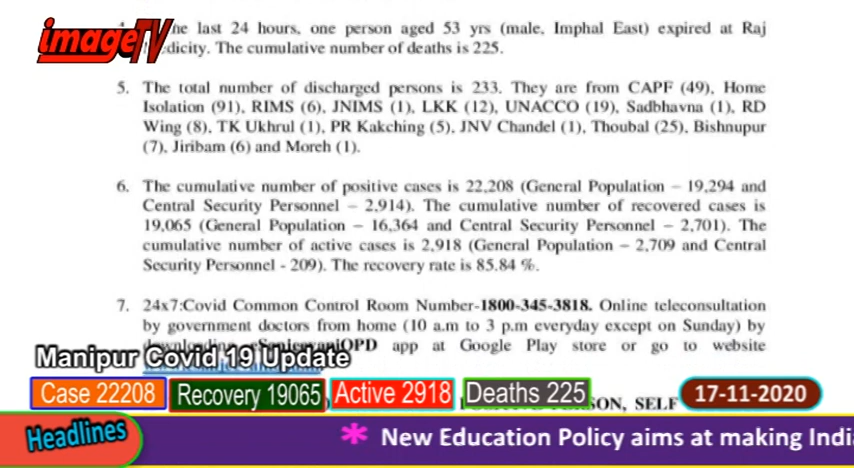 imageTV
he last 24 hours, one person aged 53 yrs (male, Imphal East) expired at Raj
dicity. The cumulative number of deaths is 225.
5. The total number of discharged persons is 233. They are from CAPF (49), Home
Isolation (91), RIMS (6), JNIMS (1), LKK (12), UNACCO (19), Sadbhavna (1), RD
Wing (8), TK Ukhrul (1), PR Kakching (5), JNV Chandel (1), Thoubal (25), Bishnupur
(7), Jiribam (6) and Moreh (1).
6. The cumulative number of positive cases is 22,208 (General Population – 19,294 and
Central Security Personnel – 2,914). The cumulative number of recovered cases is
19,065 (General Population – 16,364 and Central Security Personnel – 2,701). The
cumulative number of active cases is 2,918 (General Population – 2,709 and Central
Security Personnel - 209). The recovery rate is 85.84 %.
7. 24x7:Covid Common Control Room Number-1800-345-3818. Online teleconsultation
by government doctors from home (10 a.m to 3 p.m everyday except on Sunday) by
OPD app at Google Play store or go to website
Manipur Covid 19 Update
Case 22208 Recovery 19065 Active 2918 Deaths 225 SON, SELF 17-11-2020
Headlines * New Education Policy aims at making Indi